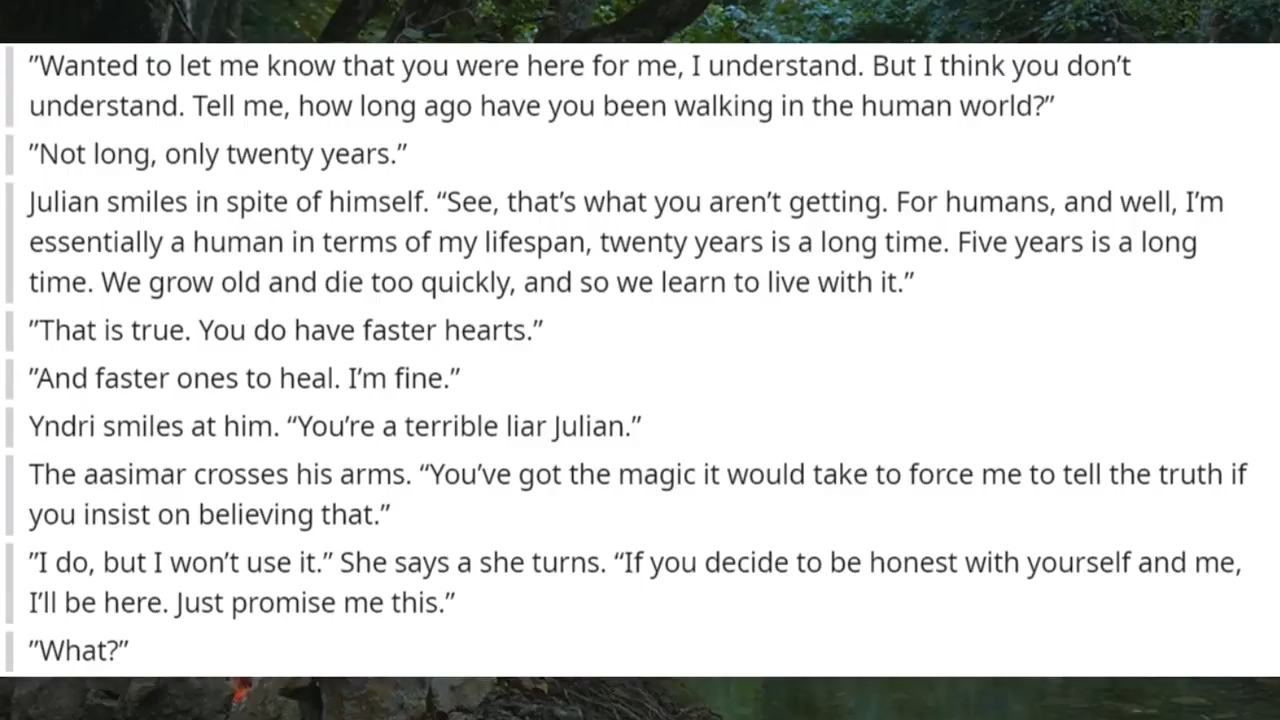 ”Wanted to let me know that you were here for me, I understand. But I think you don’t
understand. Tell me, how long ago have you been walking in the human world?”
”Not long, only twenty years.”
Julian smiles in spite of himself. “See, that’s what you aren’t getting. For humans, and well, I’m
essentially a human in terms of my lifespan, twenty years is a long time. Five years is a long
time. We grow old and die too quickly, and so we learn to live with it.”
”That is true. You do have faster hearts.”
”And faster ones to heal. I’m fine.”
Yndri smiles at him. “You’re a terrible liar Julian.”
The aasimar crosses his arms. “You’ve got the magic it would take to force me to tell the truth if
you insist on believing that.”
”I do, but I won’t use it.” She says a she turns. “If you decide to be honest with yourself and me,
I’ll be here. Just promise me this.”
”What?”